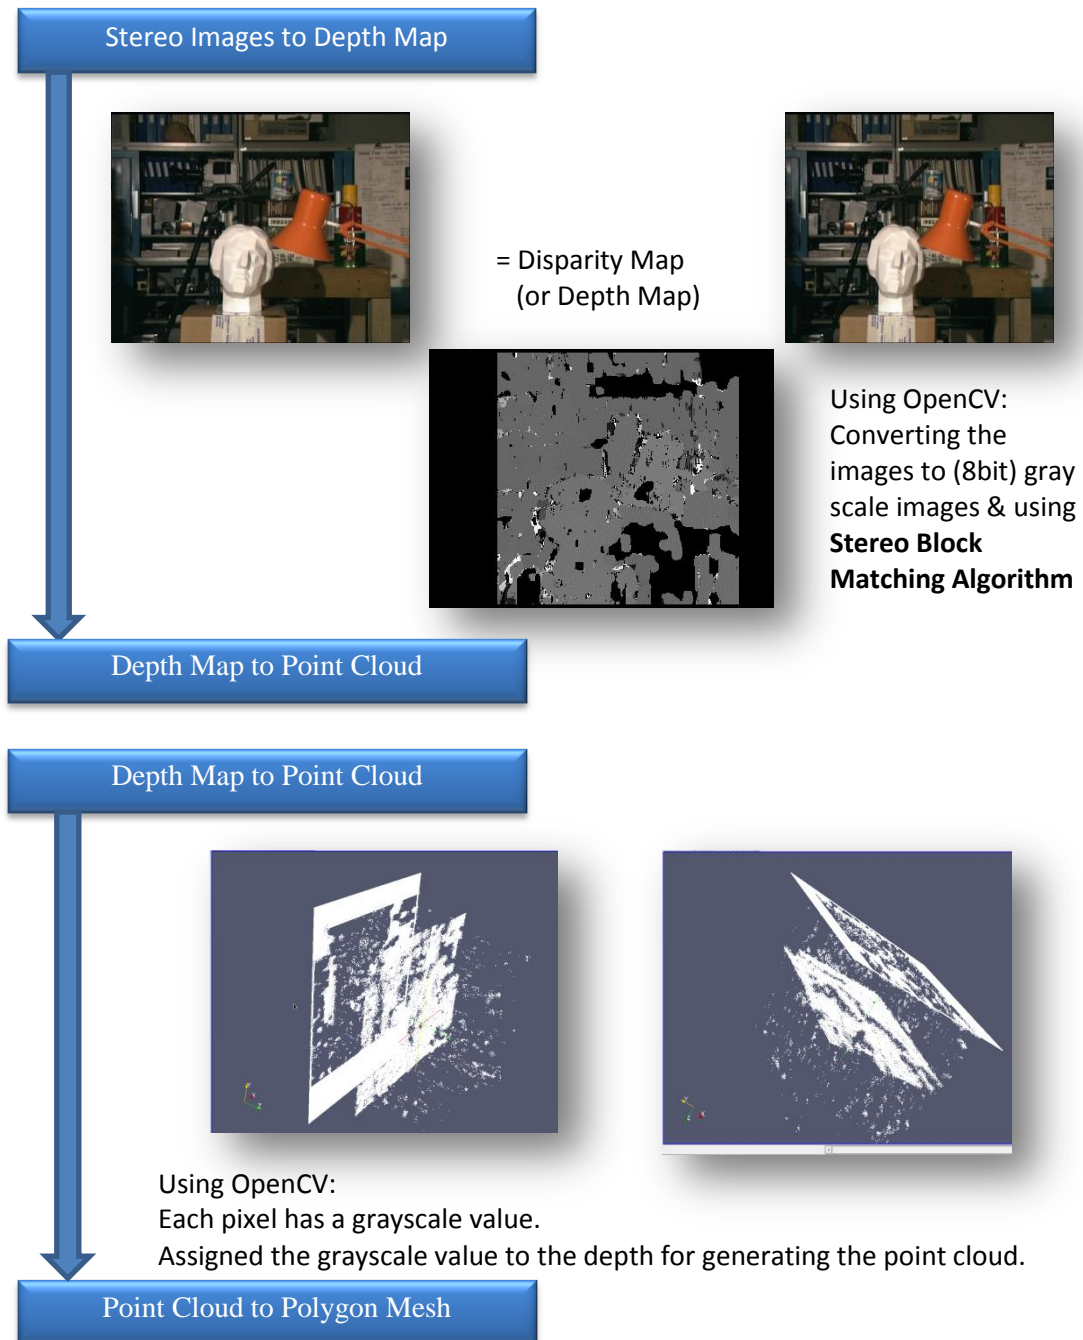 Stereo Images to Depth Map
= Disparity Map
(or Depth Map)
Using OpenCV:
Converting the
images to (8bit) gray
scale images & using
Stereo Block
Matching Algorithm
Depth Map to Point Cloud
Depth Map to Point Cloud
Using OpenCV:
Each pixel has a grayscale value.
Assigned the grayscale value to the depth for generating the point cloud.
Point Cloud to Polygon Mesh